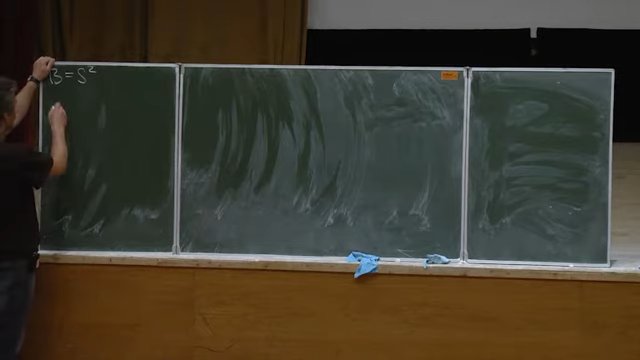 B = S²